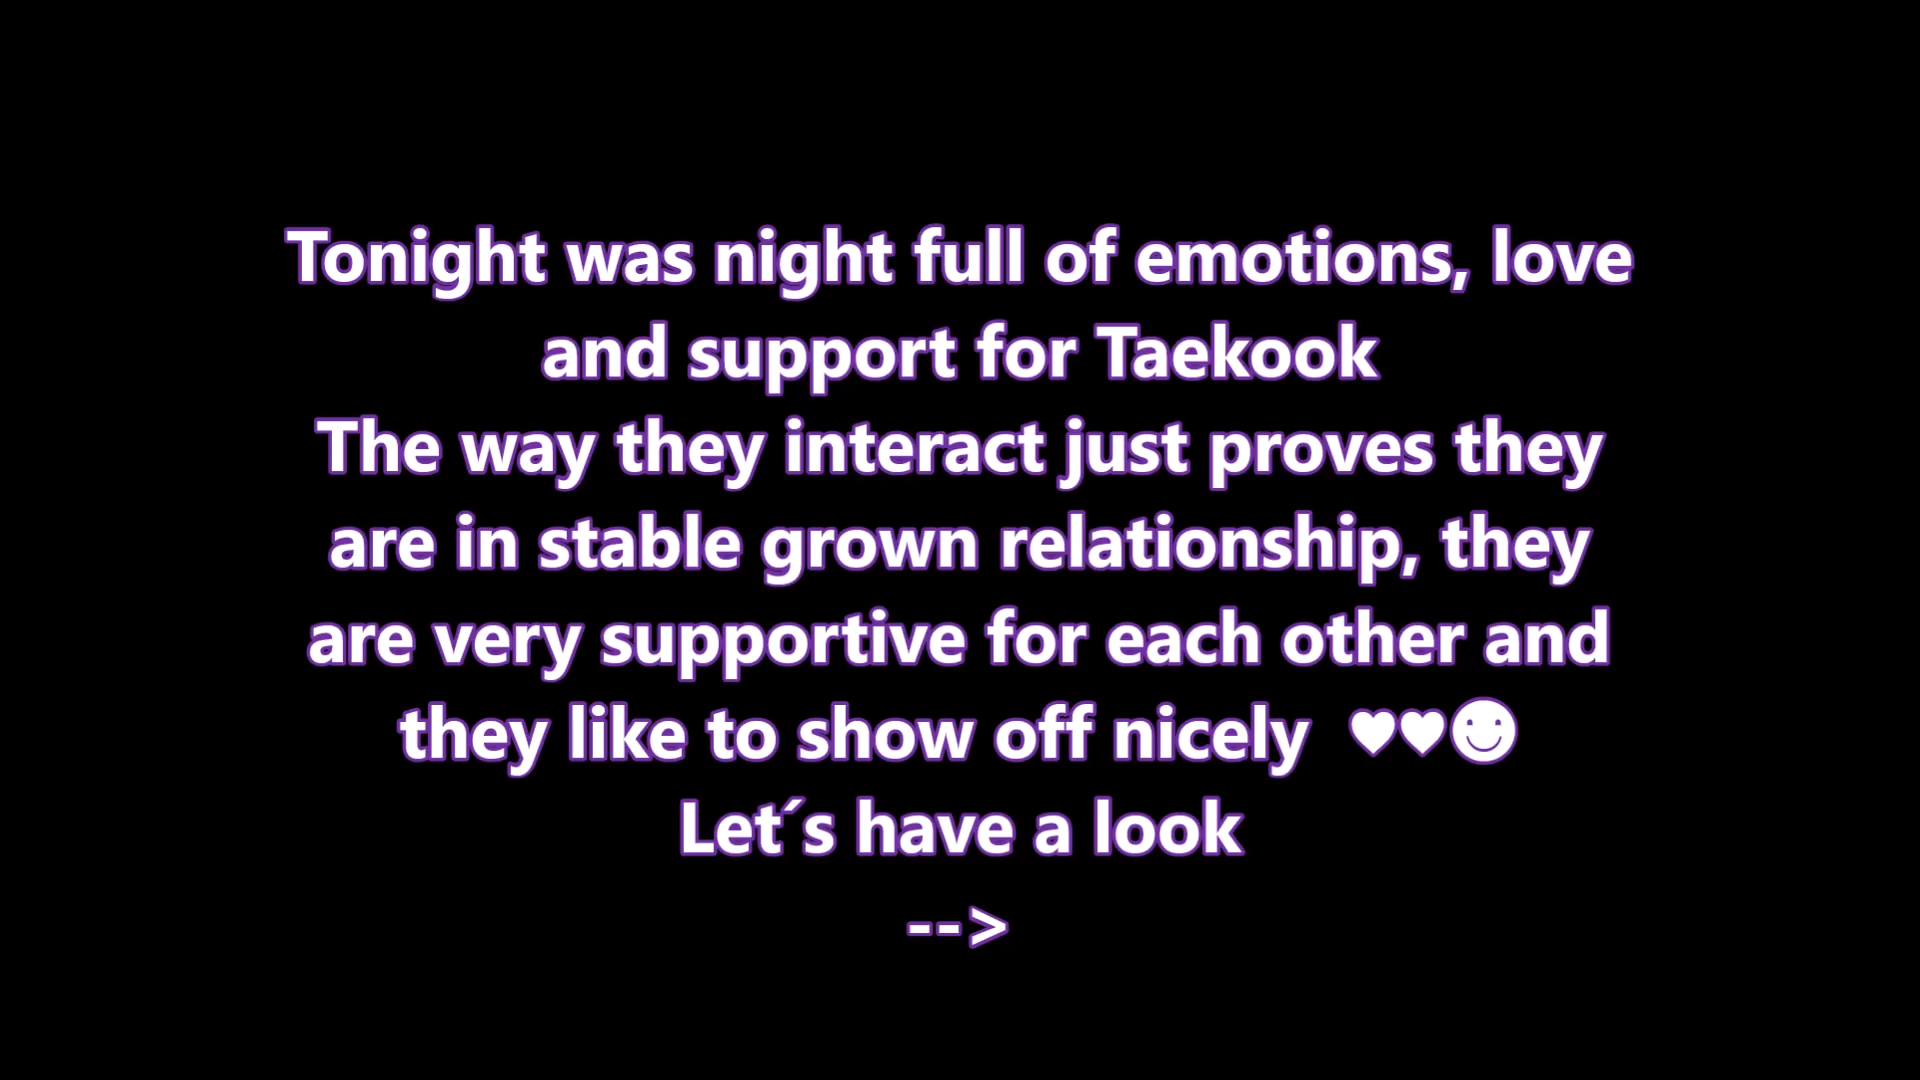 Tonight was night full of emotions, love
and support for Taekook
The way they interact just proves they
are in stable grown relationship, they
are very supportive for each other and
they like to show off nicely ♥♥☻
Let´s have a look
-->